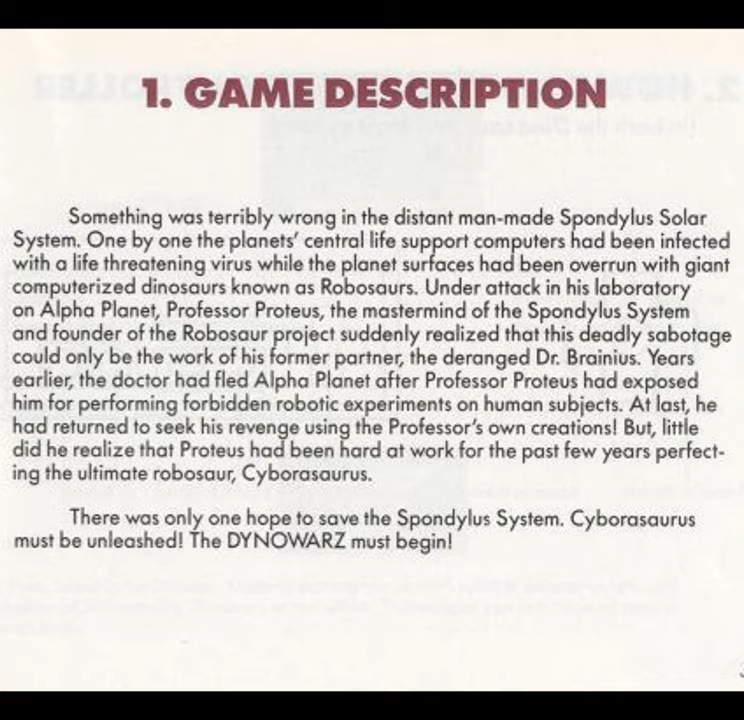 1. GAME DESCRIPTION
Something was terribly wrong in the distant man-made Spondylus Solar
System. One by one the planets' central life support computers had been infected
with a life threatening virus while the planet surfaces had been overrun with giant
computerized dinosaurs known as Robosaurs. Under attack in his laboratory
on Alpha Planet, Professor Proteus, the mastermind of the Spondylus System
and founder of the Robosaur project suddenly realized that this deadly sabotage
could only be the work of his former partner, the deranged Dr. Brainius. Years
earlier, the doctor had fled Alpha Planet after Professor Proteus had exposed
him for performing forbidden robotic experiments on human subjects. At last, he
had returned to seek his revenge using the Professor's own creations! But, little
did he realize that Proteus had been hard at work for the past few years perfect-
ing the ultimate robosaur, Cyborasaurus.
There was only one hope to save the Spondylus System. Cyborasaurus
must be unleashed! The DYNOWARZ must begin!